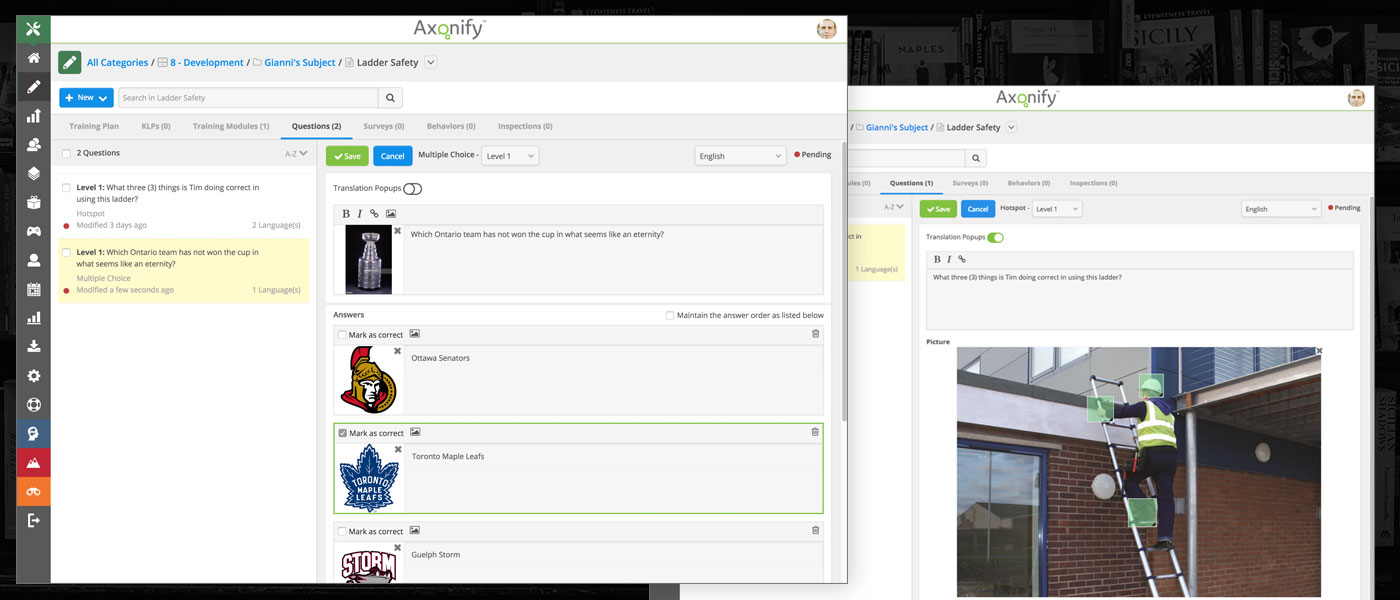 Axonify
All Categories / 8 - Development / Gianni's Subject / Ladder Safety
+ New
Search in Ladder Safety
Training Plan
KLPs (0)
Training Modules (1)
Questions (2)
Surveys (0)
Behaviors (0)
Inspections (0)
2 Questions
A-Z
Level 1: What three (3) things is Tim doing correct in
using this ladder?
Hotspot
Modified 3 days ago
2 Language(s)
Level 1: Which Ontario team has not won the cup in
what seems like an eternity?
Multiple Choice
Modified a few seconds ago
1 Language(s)
Save
Cancel
Multiple Choice -
Level 1
English
Pending
Translation Popups
B I
Which Ontario team has not won the cup in what seems like an eternity?
Answers
Maintain the answer order as listed below
Mark as correct
Ottawa Senators
Mark as correct
TORONTO
MAPLE
LEAFS
Toronto Maple Leafs
Mark as correct
STORM
Guelph Storm
EYEWITNESS TRAVEL
NAPLES
SICILY
Axonify
/ Gianni's Subject / Ladder Safety
ules (0)
Questions (1)
Surveys (0)
Behaviors (0)
Inspections (0)
A-Z
ct in
1 Language(s)
Save
Cancel
Hotspot -
Level 1
English
Pending
Translation Popups
B I
What three (3) things is Tim doing correct in using this ladder?
Picture